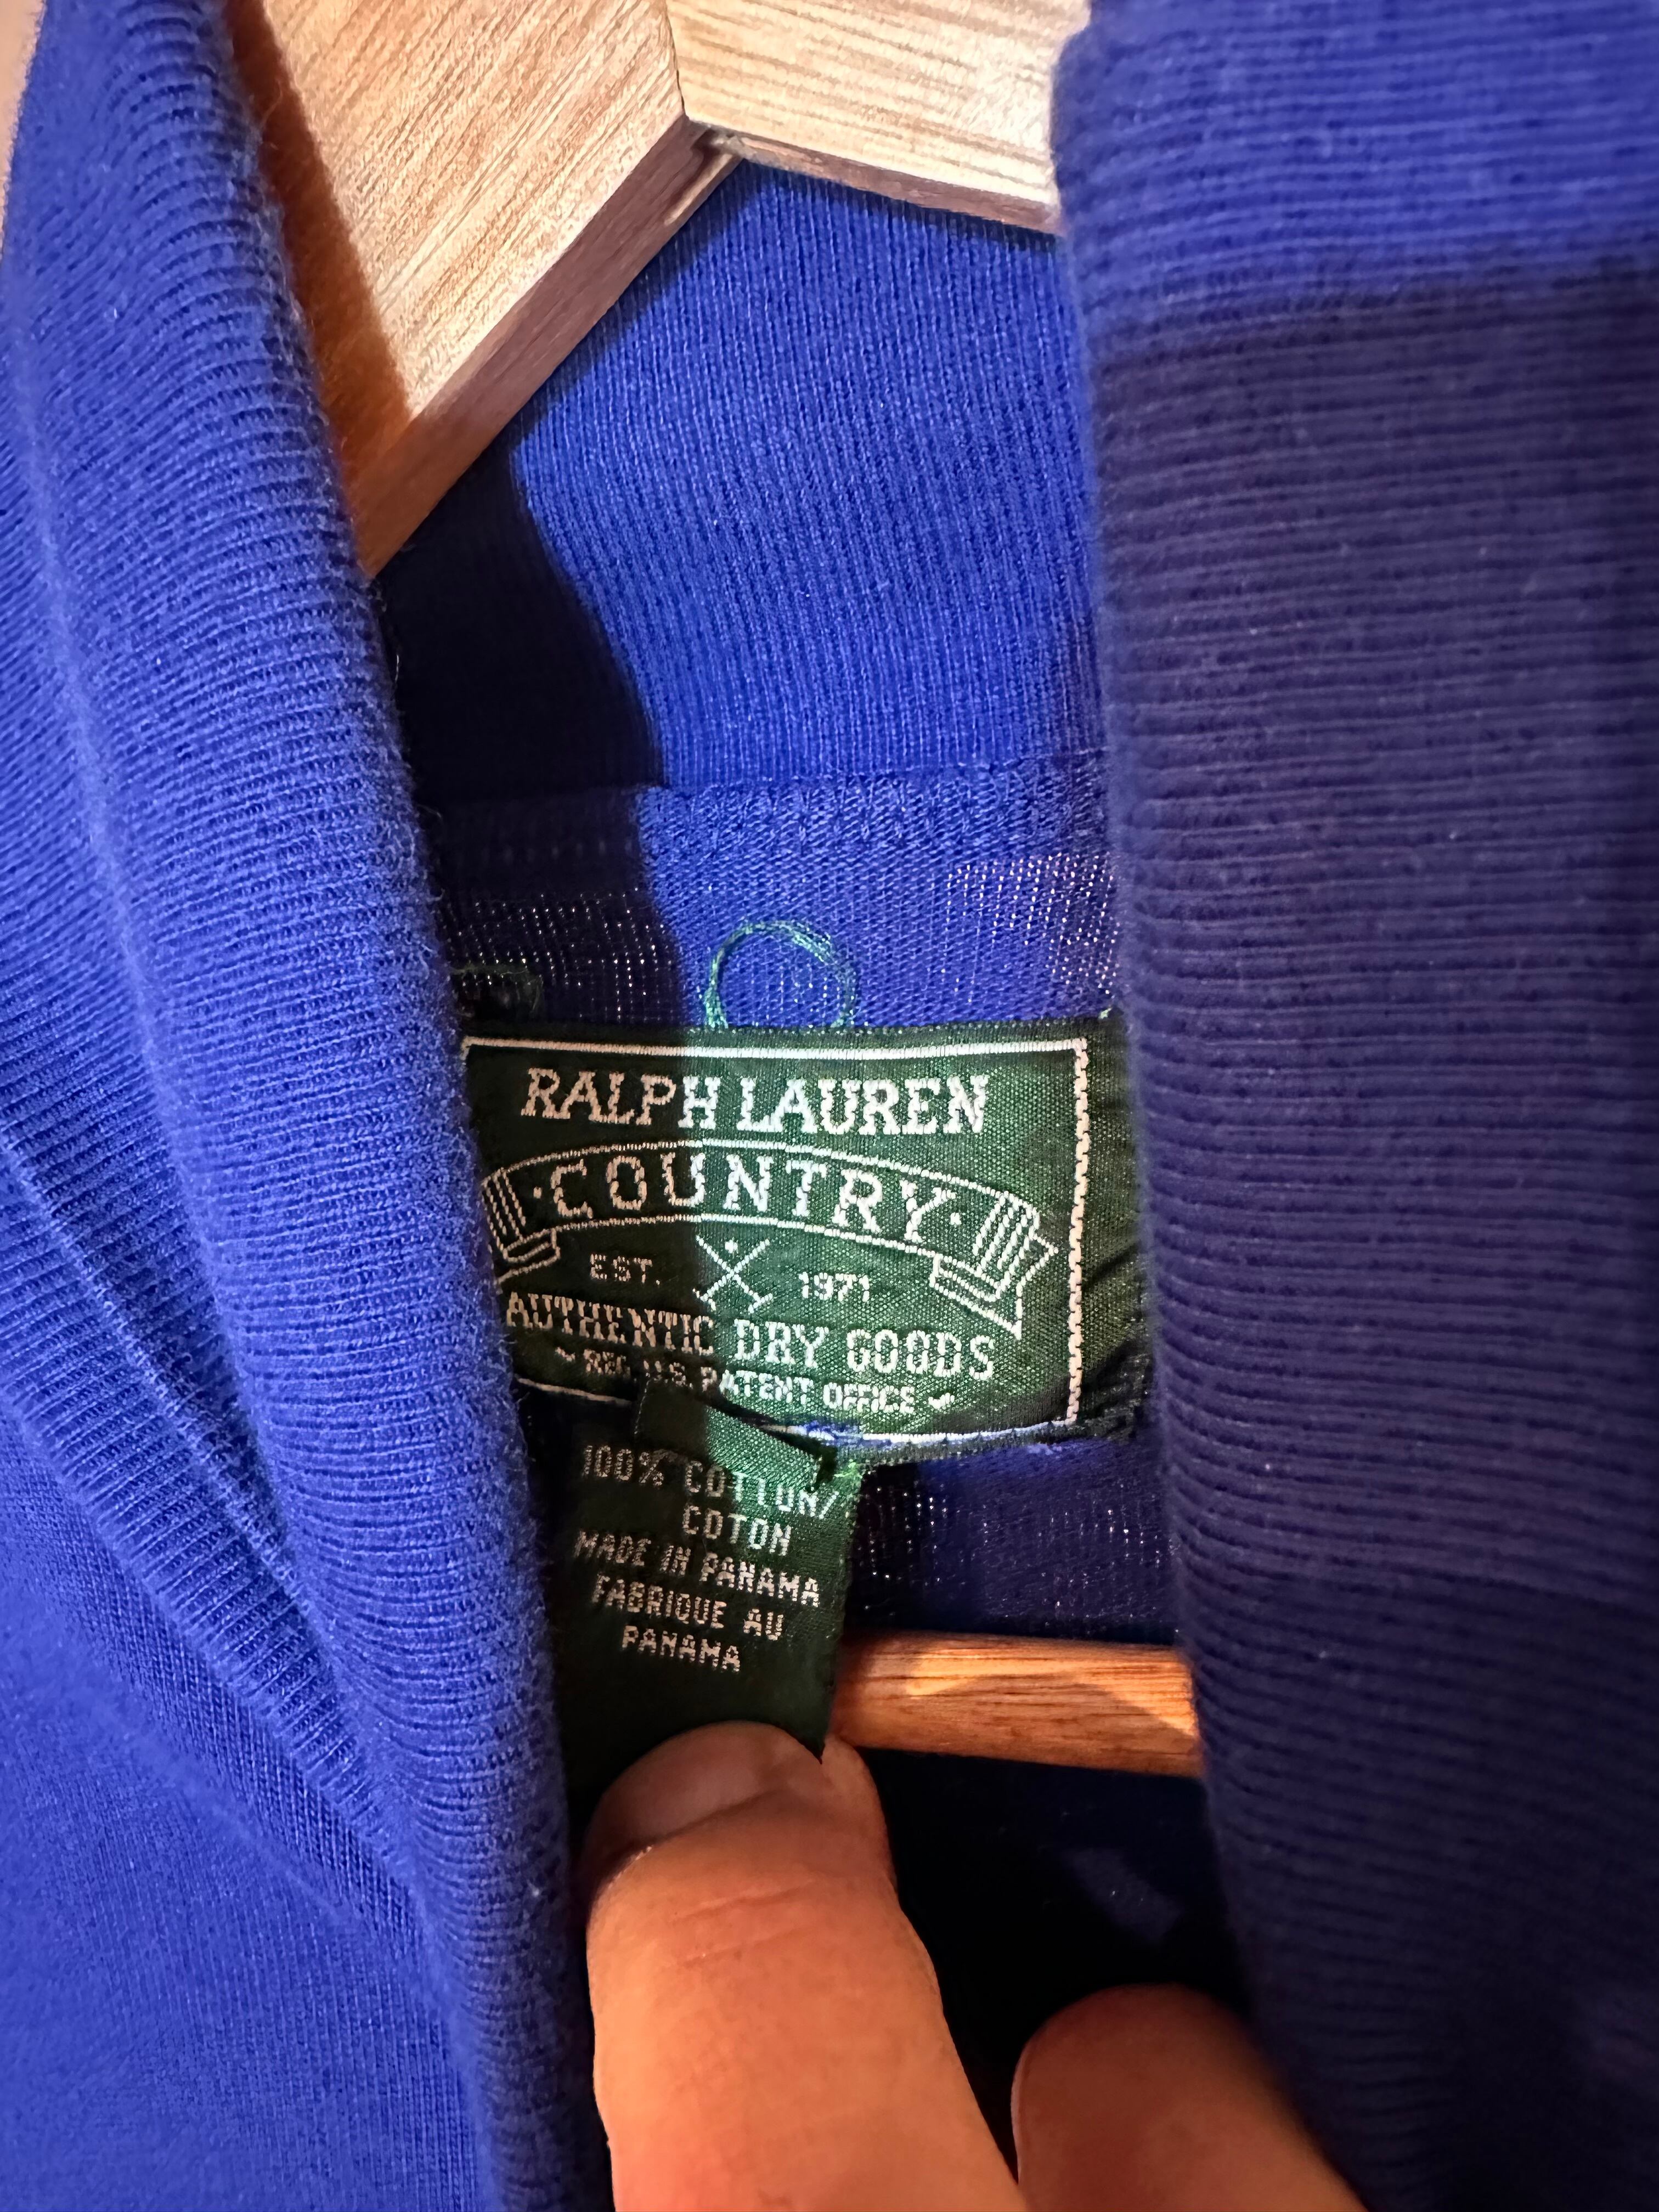 RALPH LAUREN
·COUNTRY·
EST. 1971
AUTHENTIC DRY GOODS
REG. U.S. PATENT OFFICE
100% COTTON/
COTON
MADE IN PANAMA
FABRIQUE AU
PANAMA